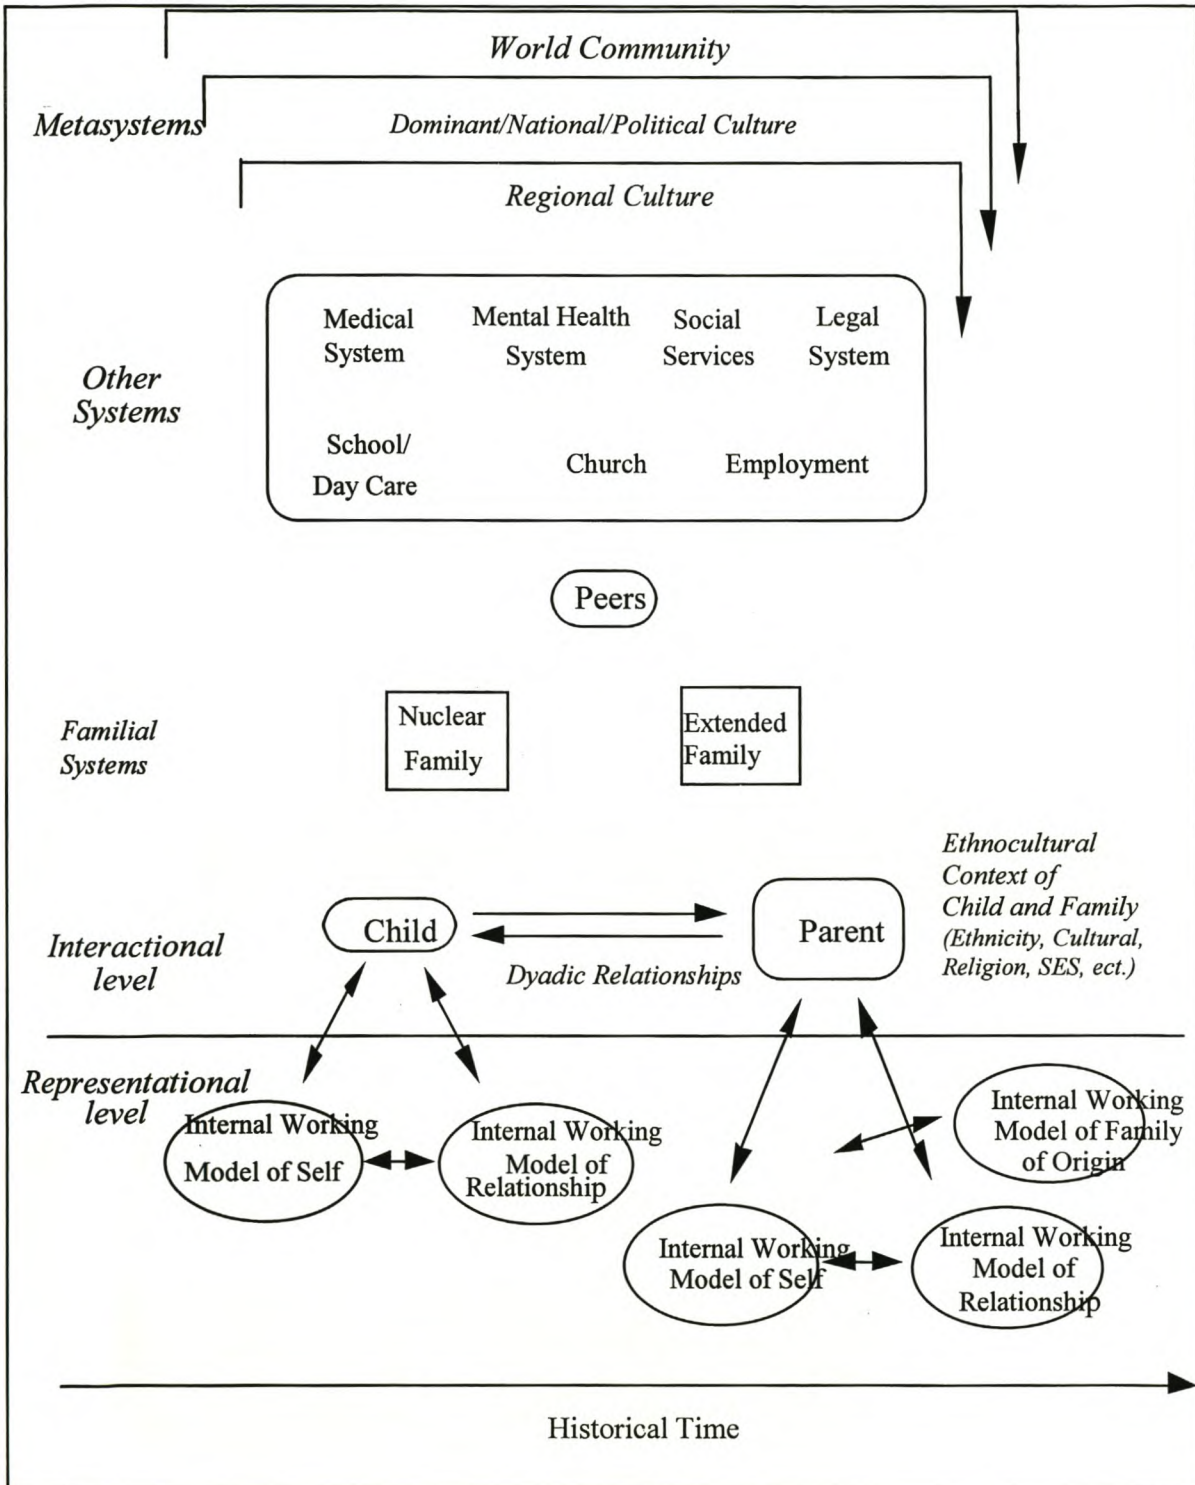 World Community
Metasystems
Dominant/National/Political Culture
Regional Culture
Medical
System
Mental Health
System
Social
Services
Legal
System
Other
Systems
School/
Day Care
Church
Employment
Peers
Familial
Systems
Nuclear
Family
Extended
Family
Ethnocultural
Context of
Child and Family
(Ethnicity, Cultural,
Religion, SES, ect.)
Interactional
level
Child
Parent
Dyadic Relationships
Representational
level
Internal Working
Model of Self
Internal Working
Model of
Relationship
Internal Working
Model of Family
of Origin
Internal Working
Model of Self
Internal Working
Model of
Relationship
Historical Time